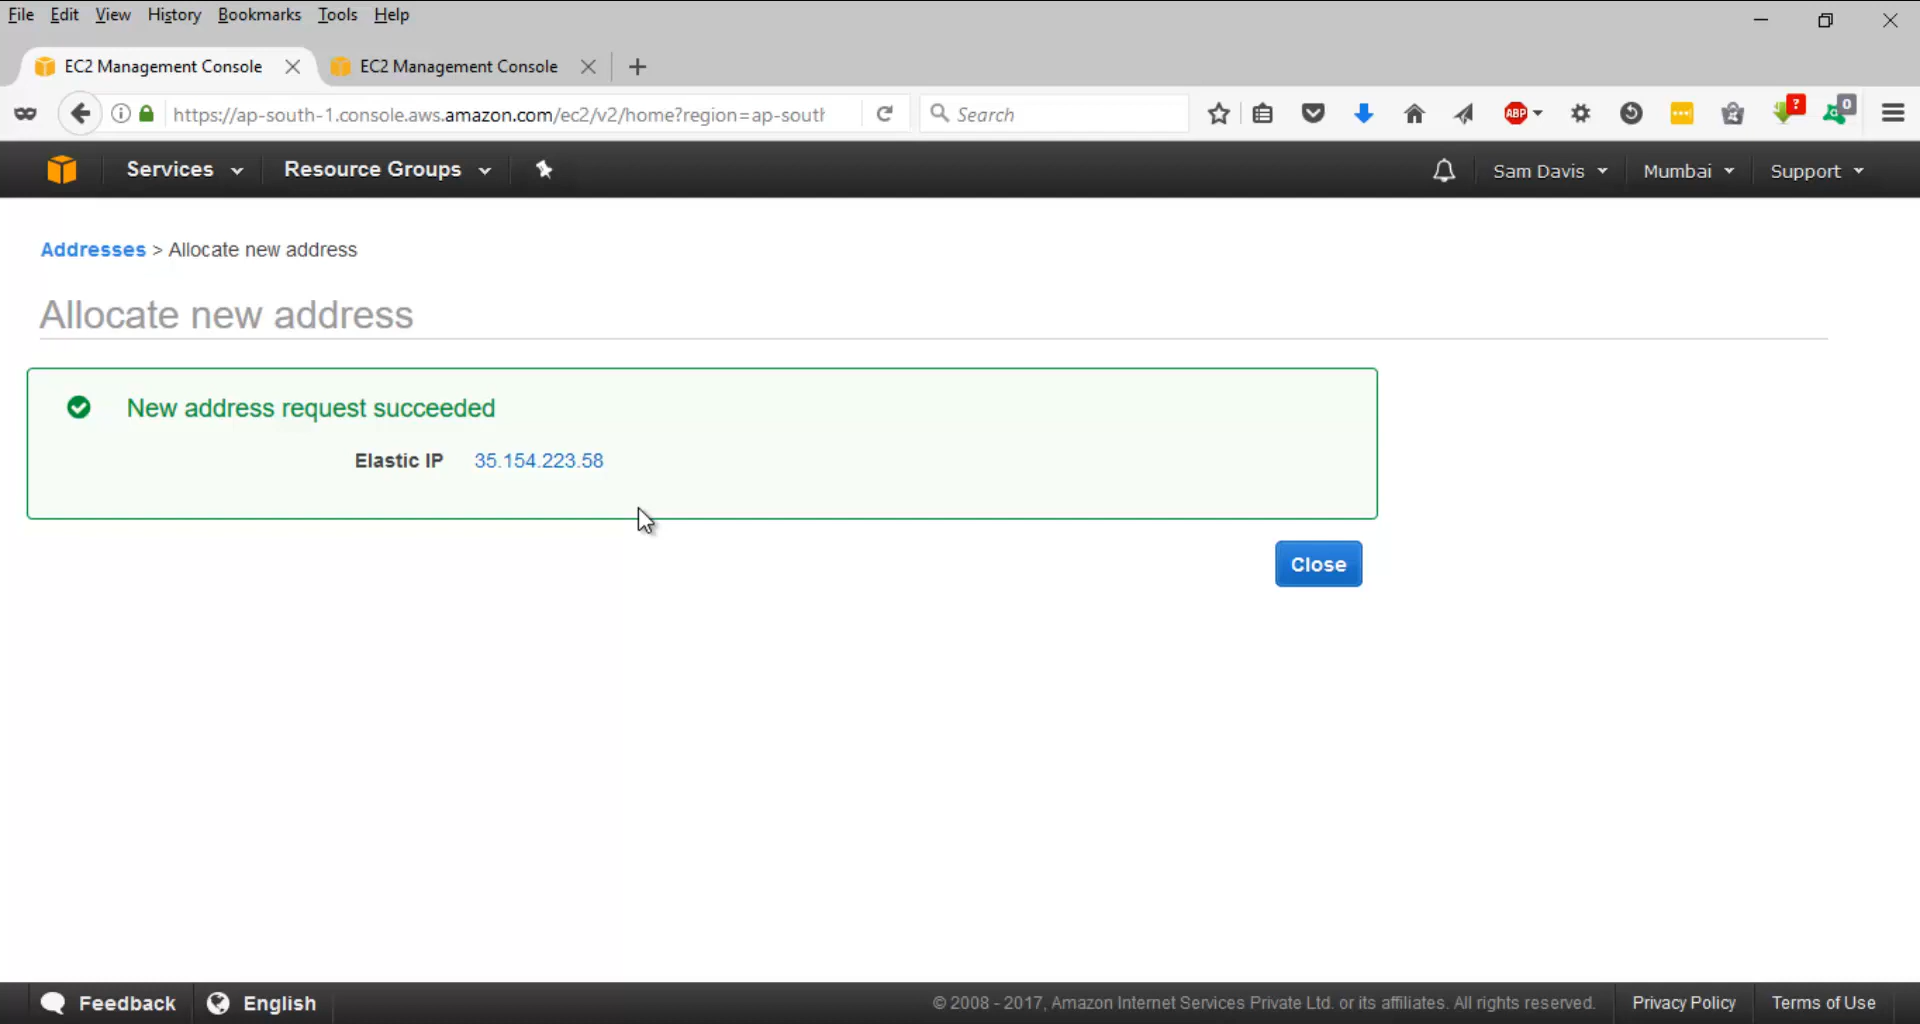 File Edit View History Bookmarks Tools Help
EC2 Management Console EC2 Management Console
https://ap-south-1.console.aws.amazon.com/ec2/v2/home?region=ap-south Search ABP ? 0
Services Resource Groups Sam Davis Mumbai Support
Addresses > Allocate new address
Allocate new address
New address request succeeded
Elastic IP 35.154.223.58
Close
Feedback English © 2008 - 2017, Amazon Internet Services Private Ltd. or its affiliates. All rights reserved. Privacy Policy Terms of Use